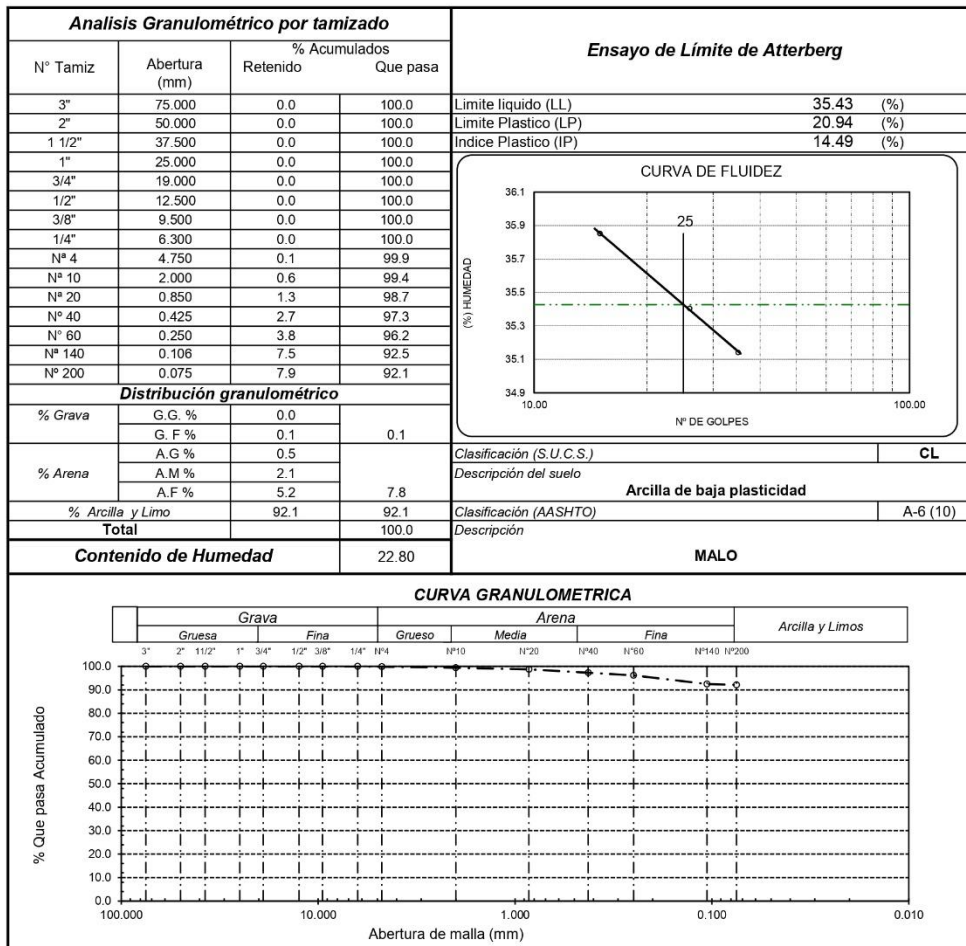 Analisis Granulométrico por tamizado
% Acumulados
N° Tamiz Abertura (mm) Retenido Que pasa
3" 75.000 0.0 100.0
2" 50.000 0.0 100.0
1 1/2" 37.500 0.0 100.0
1" 25.000 0.0 100.0
3/4" 19.000 0.0 100.0
1/2" 12.500 0.0 100.0
3/8" 9.500 0.0 100.0
1/4" 6.300 0.0 100.0
Nª 4 4.750 0.1 99.9
Nª 10 2.000 0.6 99.4
Nª 20 0.850 1.3 98.7
Nº 40 0.425 2.7 97.3
N° 60 0.250 3.8 96.2
Nª 140 0.106 7.5 92.5
Nº 200 0.075 7.9 92.1
Distribución granulométrico
% Grava G.G. % 0.0
G. F % 0.1 0.1
A.G % 0.5
% Arena A.M % 2.1
A.F % 5.2 7.8
% Arcilla y Limo 92.1 92.1
Total 100.0
Contenido de Humedad 22.80
Ensayo de Límite de Atterberg
Limite liquido (LL) 35.43 (%)
Limite Plastico (LP) 20.94 (%)
Indice Plastico (IP) 14.49 (%)
CURVA DE FLUIDEZ
36.1
35.9
35.7
35.5
35.3
35.1
34.9
(%) HUMEDAD
25
10.00 100.00
Nº DE GOLPES
Clasificación (S.U.C.S.) CL
Descripción del suelo
Arcilla de baja plasticidad
Clasificación (AASHTO) A-6 (10)
Descripción
MALO
CURVA GRANULOMETRICA
Grava Arena Arcilla y Limos
Gruesa Fina Grueso Media Fina
3" 2" 11/2" 1" 3/4" 1/2" 3/8" 1/4" Nº4 Nº10 N°20 Nº40 N°60 Nº140 Nº200
100.0
90.0
80.0
70.0
60.0
50.0
40.0
30.0
20.0
10.0
0.0
% Que pasa Acumulado
100.000 10.000 1.000 0.100 0.010
Abertura de malla (mm)